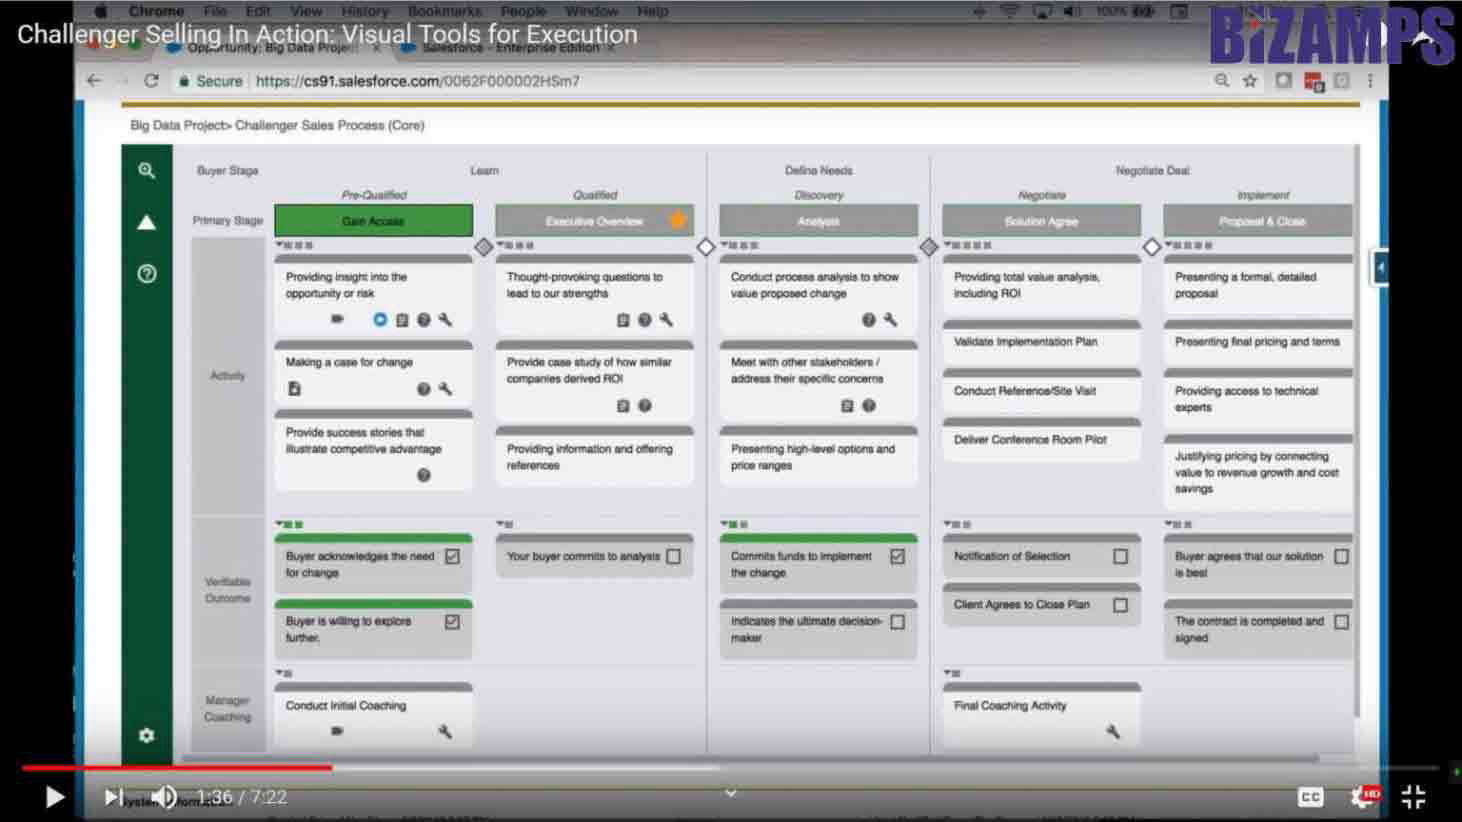 Chrome File Edit View History Bookmarks People Window Help
100%
BiZAMPS
Challenger Selling In Action: Visual Tools for Execution
Opportunity: Big Data Project
Salesforce - Enterprise Edition
Secure https://cs91.salesforce.com/0062F000002HSm7
Big Data Project> Challenger Sales Process (Core)
Buyer Stage
Learn
Define Needs
Negotiate Deal
Pre-Qualified
Qualified
Discovery
Negotiate
Implement
Primary Stage
Gain Access
Executive Overview
Analysis
Solution Agree
Proposal & Close
Activity
Providing insight into the
opportunity or risk
Making a case for change
Provide success stories that
illustrate competitive advantage
Thought-provoking questions to
lead to our strengths
Provide case study of how similar
companies derived ROI
Providing information and offering
references
Conduct process analysis to show
value proposed change
Meet with other stakeholders /
address their specific concerns
Presenting high-level options and
price ranges
Providing total value analysis,
including ROI
Validate Implementation Plan
Conduct Reference/Site Visit
Deliver Conference Room Pilot
Presenting a formal, detailed
proposal
Presenting final pricing and terms
Providing access to technical
experts
Justifying pricing by connecting
value to revenue growth and cost
savings
Verifiable
Outcome
Buyer acknowledges the need
for change
Buyer is willing to explore
further.
Your buyer commits to analysis
Commits funds to implement
the change
Indicates the ultimate decision-
maker
Notification of Selection
Client Agrees to Close Plan
Buyer agrees that our solution
is best
The contract is completed and
signed
Manager
Coaching
Conduct Initial Coaching
Final Coaching Activity
1:36 / 7:22
CC
HD